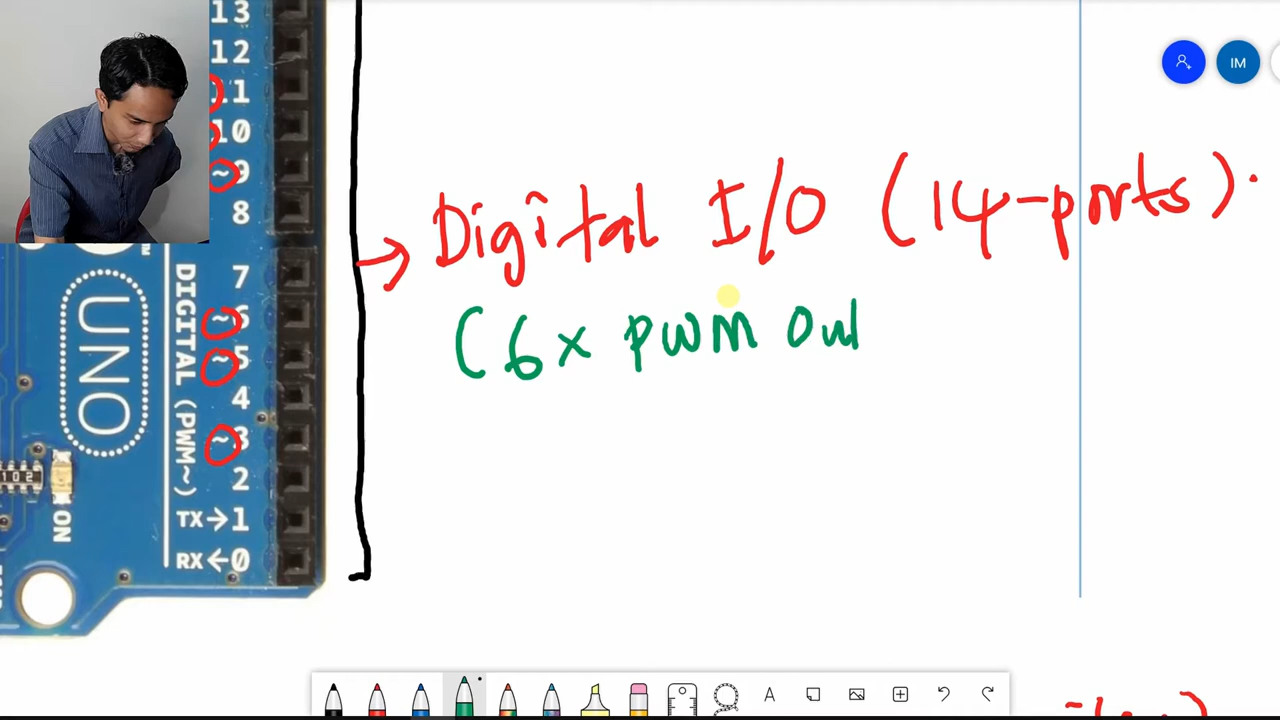 13
12
11
10
~9
8
7
~6
~5
4
~3
2
TX→1
RX←0
DIGITAL (PWM~)
UNO
ON
102
→ Digital I/O (14-ports).
(6x PWM Out
IM
A